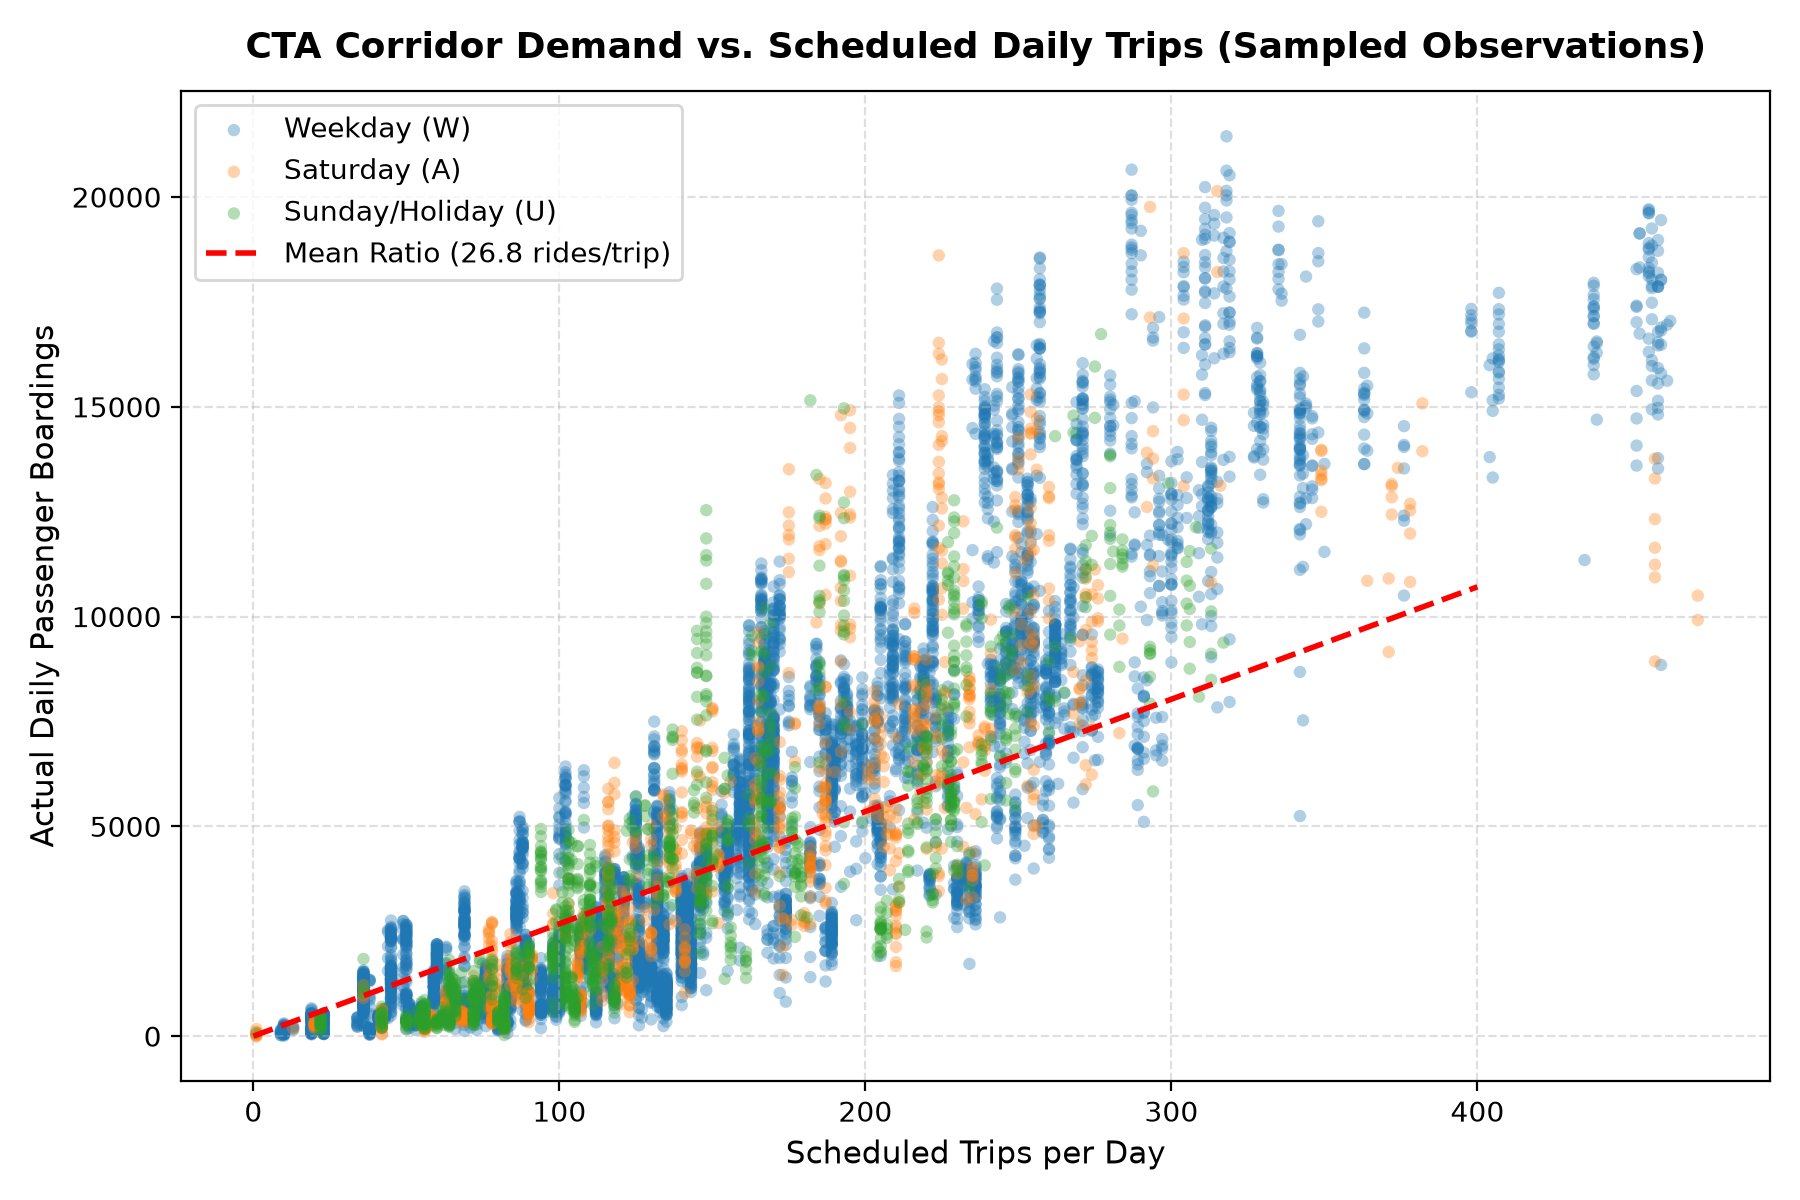 CTA Corridor Demand vs. Scheduled Daily Trips (Sampled Observations)
Weekday (W)
Saturday (A)
Sunday/Holiday (U)
Mean Ratio (26.8 rides/trip)
Actual Daily Passenger Boardings
20000
15000
10000
5000
0
0 100 200 300 400
Scheduled Trips per Day